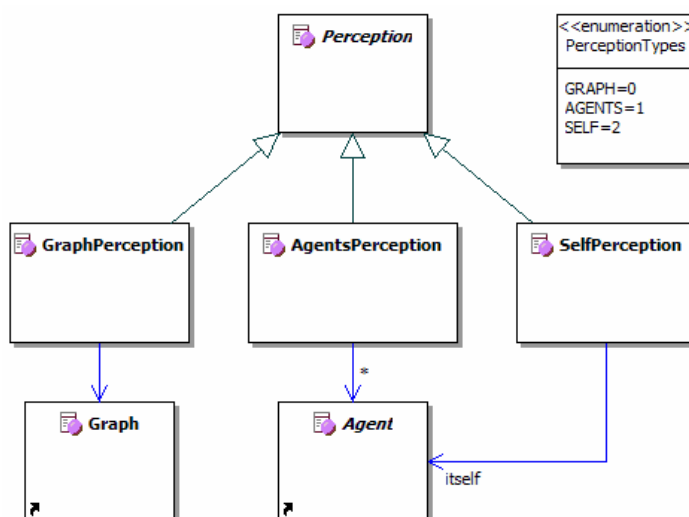 Perception
<<enumeration>>
PerceptionTypes
GRAPH=0
AGENTS=1
SELF=2
GraphPerception
AgentsPerception
SelfPerception
*
Graph
Agent
itself